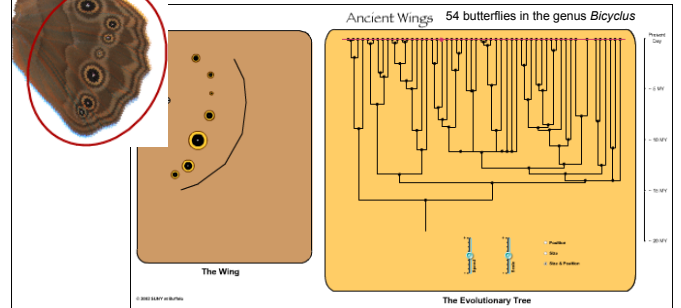 Ancient Wings 54 butterflies in the genus Bicyclus
Present
Day
- 5 MY
- 10 MY
- 15 MY
- 20 MY
Position
Size
Size & Position
The Wing
© 2002 SUNY at Buffalo
The Evolutionary Tree